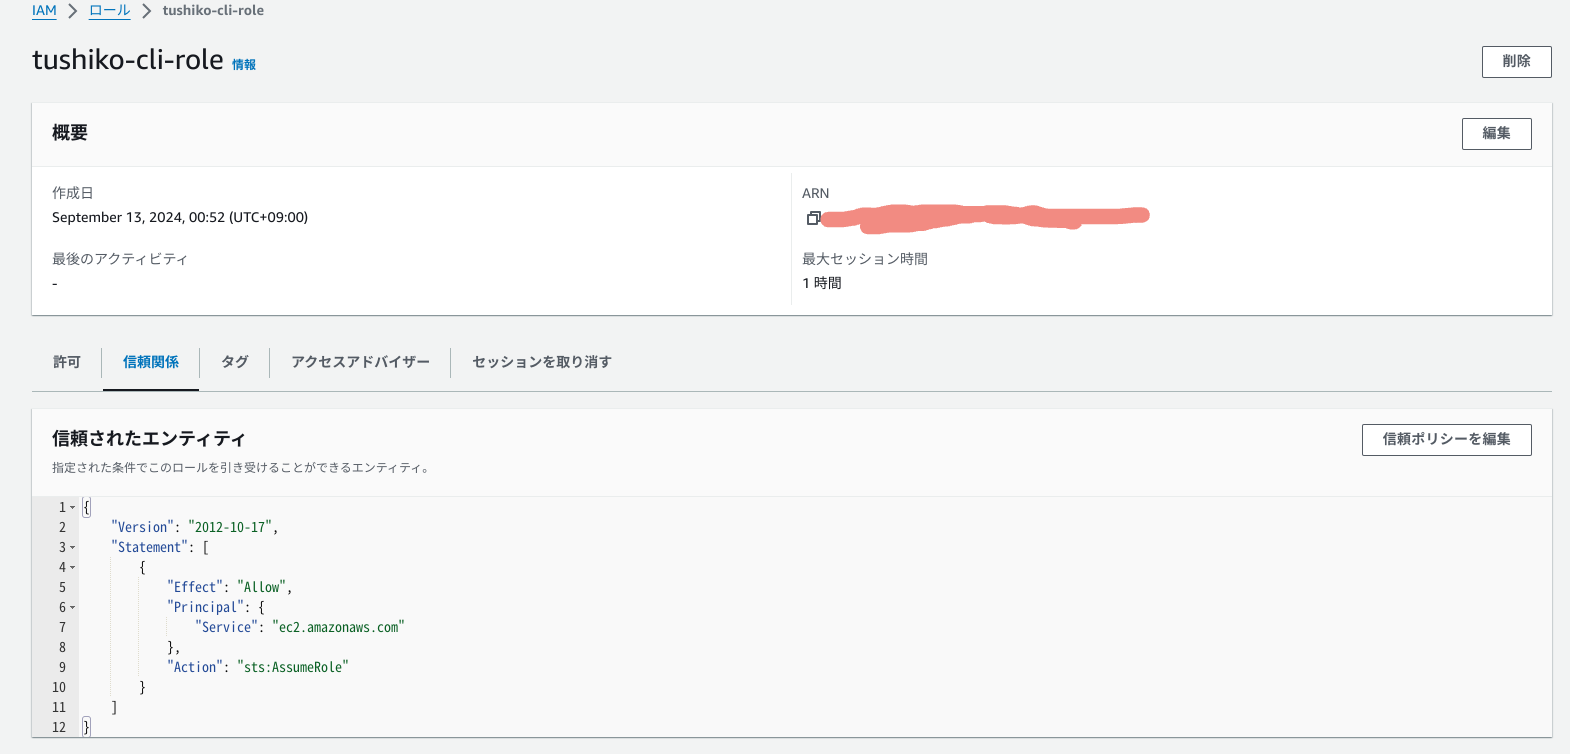 IAM > ロール > tushiko-cli-role
tushiko-cli-role 情報
削除
概要
編集
作成日
September 13, 2024, 00:52 (UTC+09:00)
ARN
最後のアクティビティ
-
最大セッション時間
1 時間
許可
信頼関係
タグ
アクセスアドバイザー
セッションを取り消す
信頼されたエンティティ
信頼ポリシーを編集
指定された条件でこのロールを引き受けることができるエンティティ。
1 {
2 "Version": "2012-10-17",
3 "Statement": [
4 {
5 "Effect": "Allow",
6 "Principal": {
7 "Service": "ec2.amazonaws.com"
8 },
9 "Action": "sts:AssumeRole"
10 }
11 ]
12 }